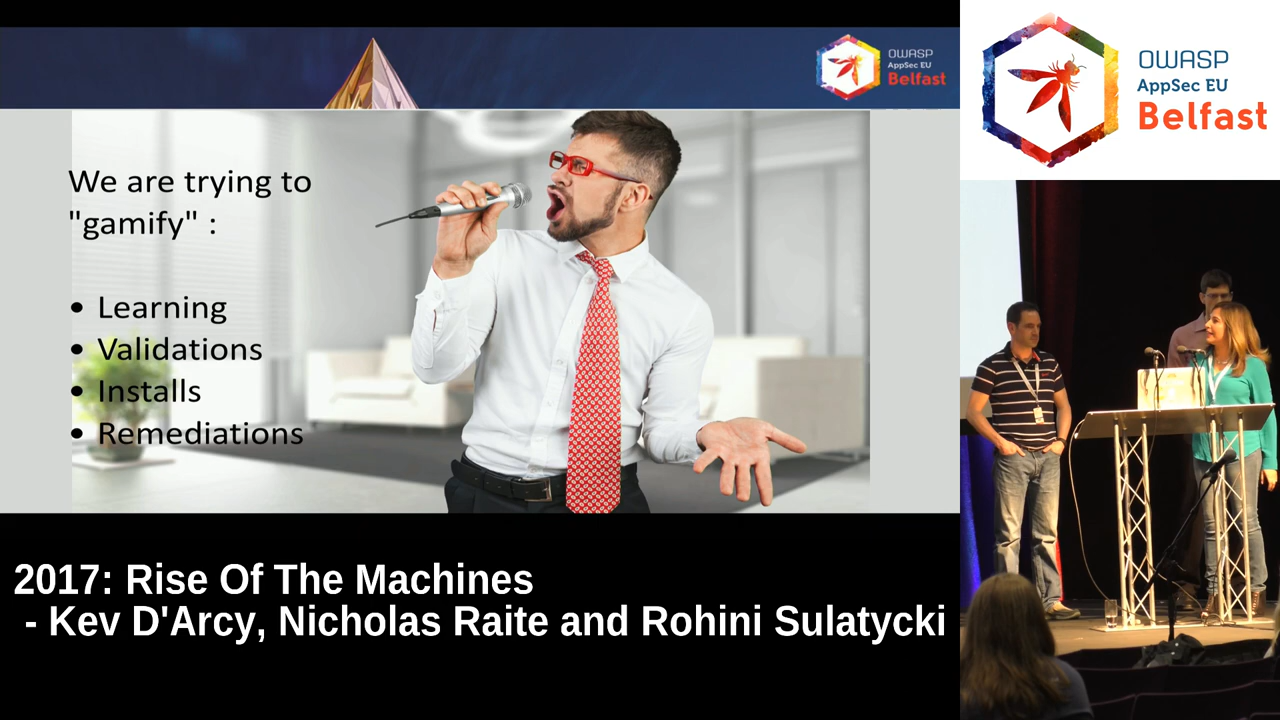 OWASP
AppSec EU
Belfast
OWASP
AppSec EU
Belfast
We are trying to
"gamify" :
• Learning
• Validations
• Installs
• Remediations
2017: Rise Of The Machines
- Kev D'Arcy, Nicholas Raite and Rohini Sulatycki